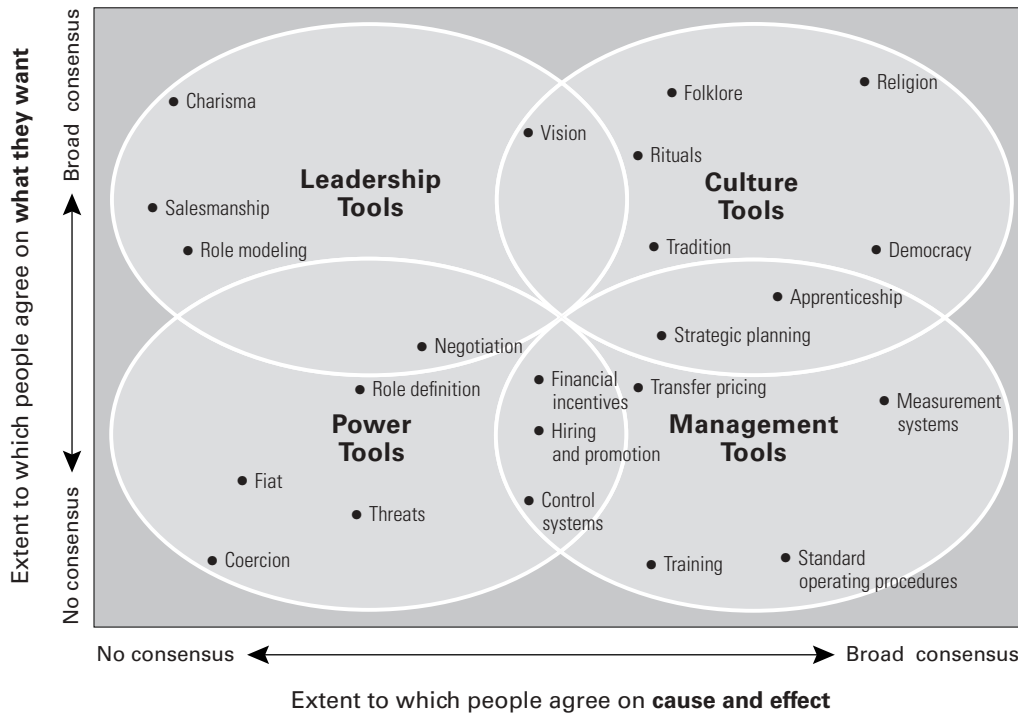 Extent to which people agree on what they want
Broad consensus
No consensus
Charisma
Vision
Folklore
Religion
Rituals
Leadership
Tools
Culture
Tools
Salesmanship
Role modeling
Tradition
Democracy
Apprenticeship
Strategic planning
Negotiation
Role definition
Financial
incentives
Transfer pricing
Measurement
systems
Power
Tools
Hiring
and promotion
Management
Tools
Fiat
Threats
Control
systems
Coercion
Training
Standard
operating procedures
No consensus
Broad consensus
Extent to which people agree on cause and effect